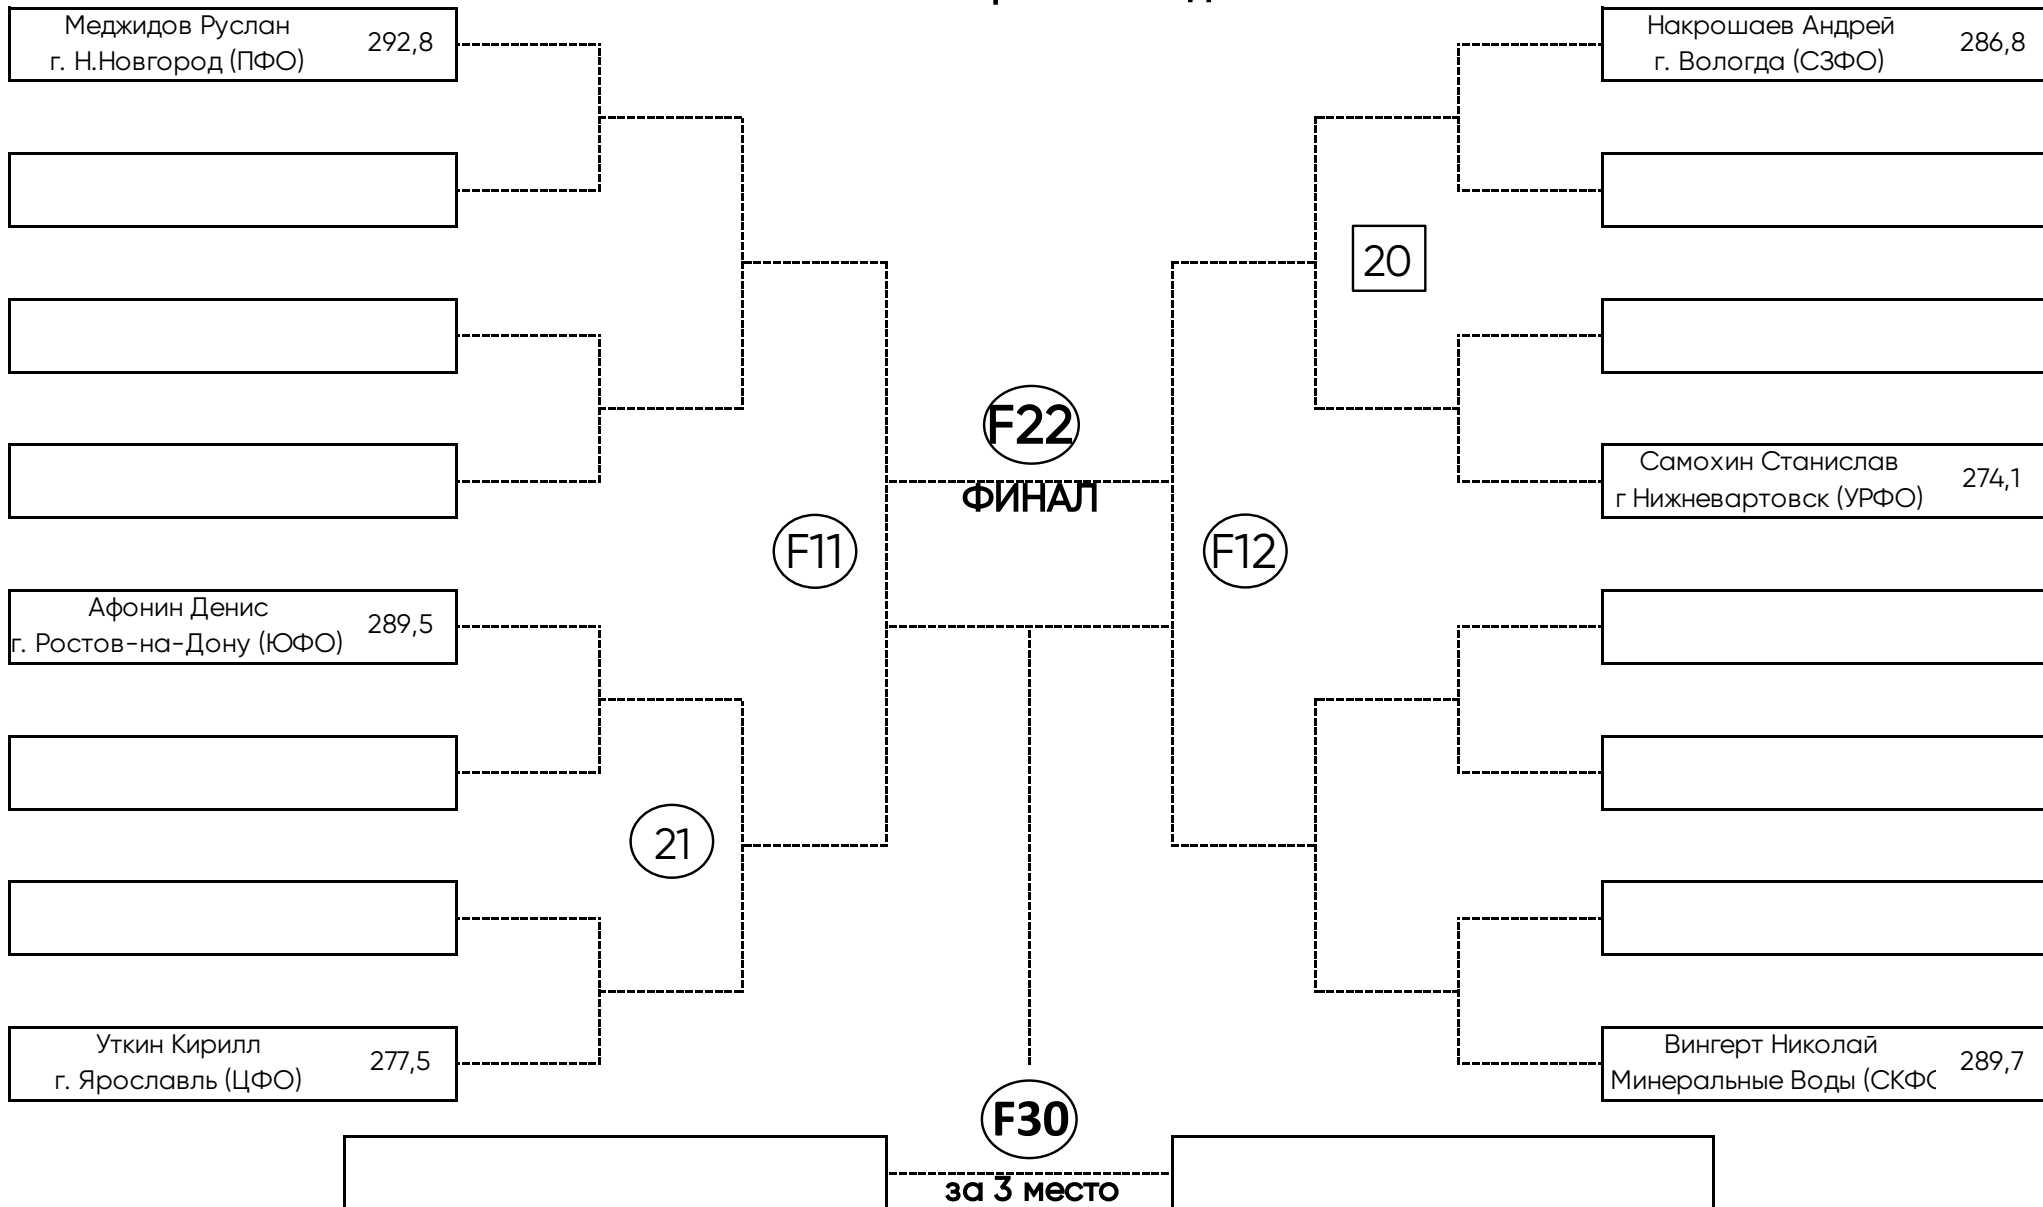 Меджидов Руслан
г. Н.Новгород (ПФО)
292,8
Накрошаев Андрей
г. Вологда (СЗФО)
286,8
20
F22
ФИНАЛ
Самохин Станислав
г Нижневартовск (УРФО)
274,1
F11
F12
Афонин Денис
г. Ростов-на-Дону (ЮФО)
289,5
21
Уткин Кирилл
г. Ярославль (ЦФО)
277,5
Вингерт Николай
Минеральные Воды (СКФО
289,7
F30
за 3 место